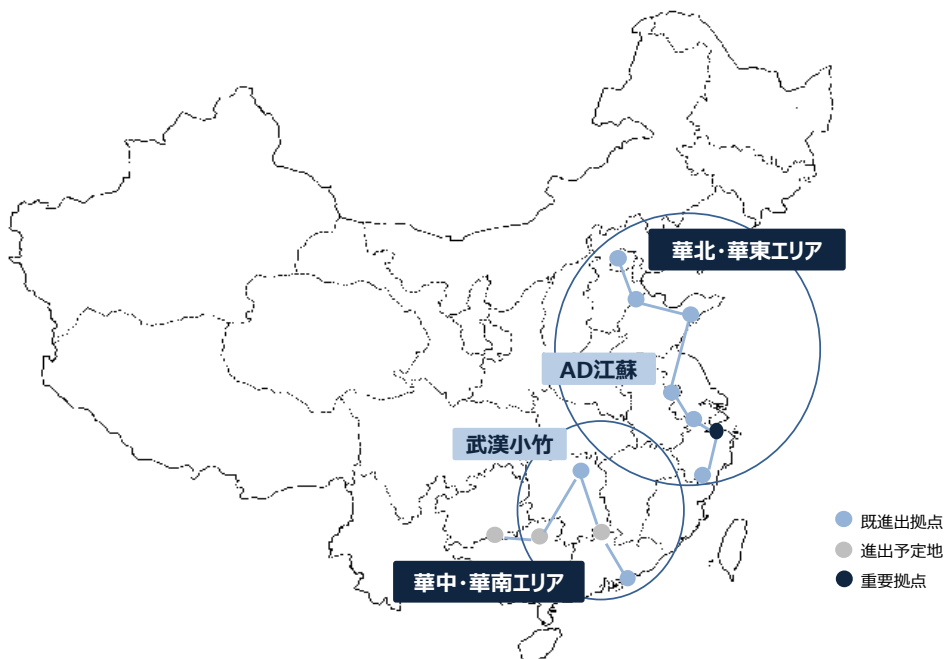 華北・華東エリア
AD江蘇
武漢小竹
華中・華南エリア
既進出拠点
進出予定地
重要拠点